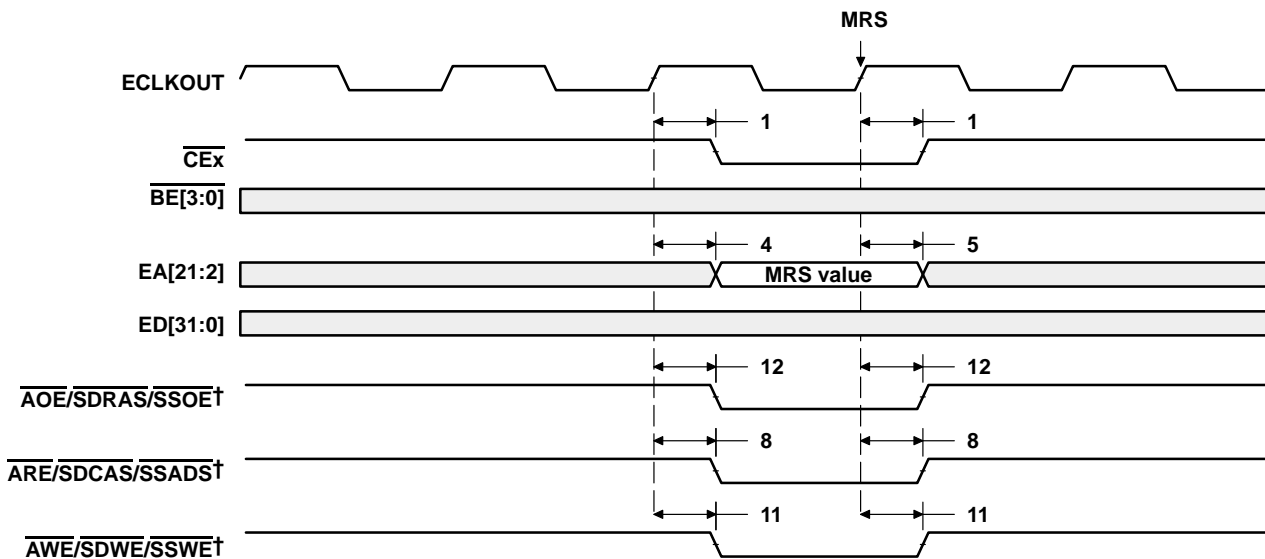 MRS
ECLKOUT
1 1
CEx
BE[3:0]
4 5
EA[21:2] MRS value
ED[31:0]
12 12
AOE/SDRAS/SSOE†
8 8
ARE/SDCAS/SSADS†
11 11
AWE/SDWE/SSWE†